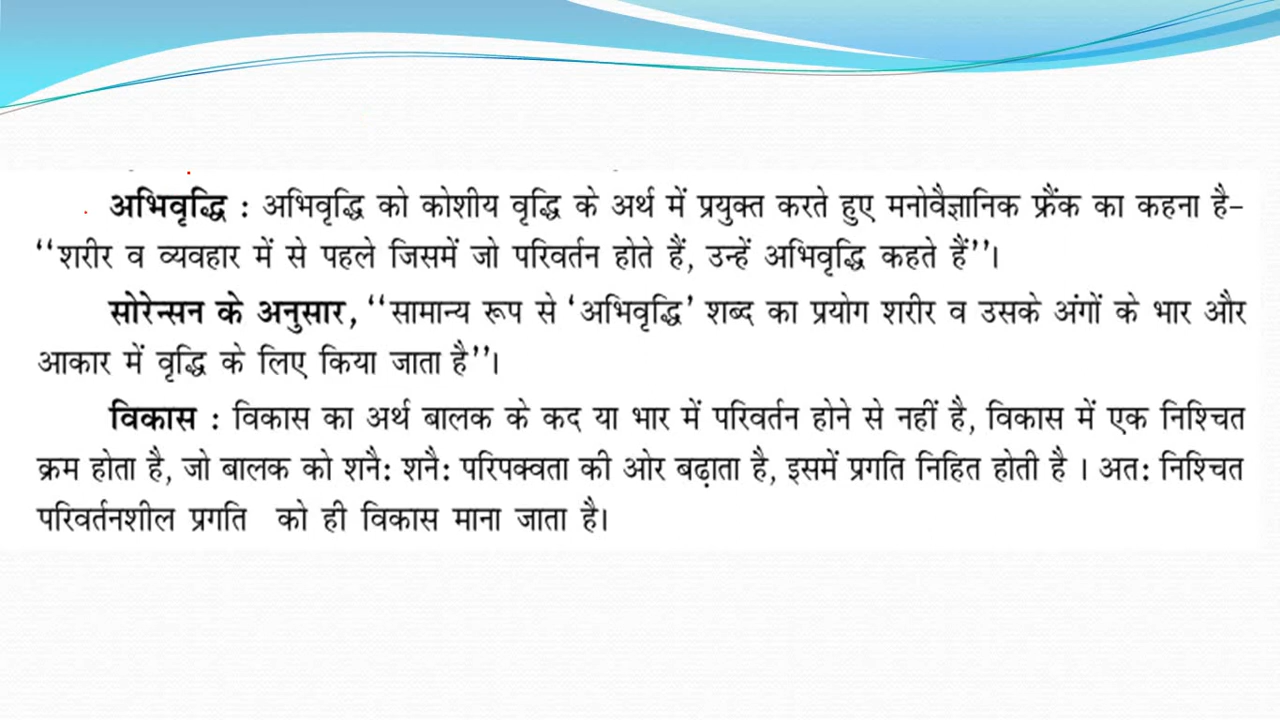 अभिवृद्धि : अभिवृद्धि को कोशीय वृद्धि के अर्थ में प्रयुक्त करते हुए मनोवैज्ञानिक फ्रैंक का कहना है–
‘‘शरीर व व्यवहार में से पहले जिसमें जो परिवर्तन होते हैं, उन्हें अभिवृद्धि कहते हैं’’।
सोरेन्सन के अनुसार, ‘‘सामान्य रूप से ‘अभिवृद्धि’ शब्द का प्रयोग शरीर व उसके अंगों के भार और
आकार में वृद्धि के लिए किया जाता है’’।
विकास : विकास का अर्थ बालक के कद या भार में परिवर्तन होने से नहीं है, विकास में एक निश्चित
क्रम होता है, जो बालक को शनै: शनै: परिपक्वता की ओर बढ़ाता है, इसमें प्रगति निहित होती है । अत: निश्चित
परिवर्तनशील प्रगति को ही विकास माना जाता है।